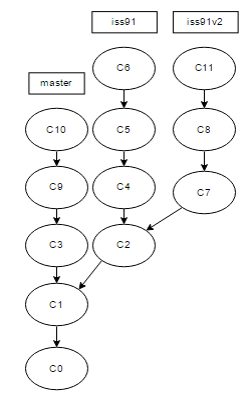 iss91 iss91v2
C6 C11
master
C10 C5 C8
C9 C4 C7
C3 C2
C1
C0